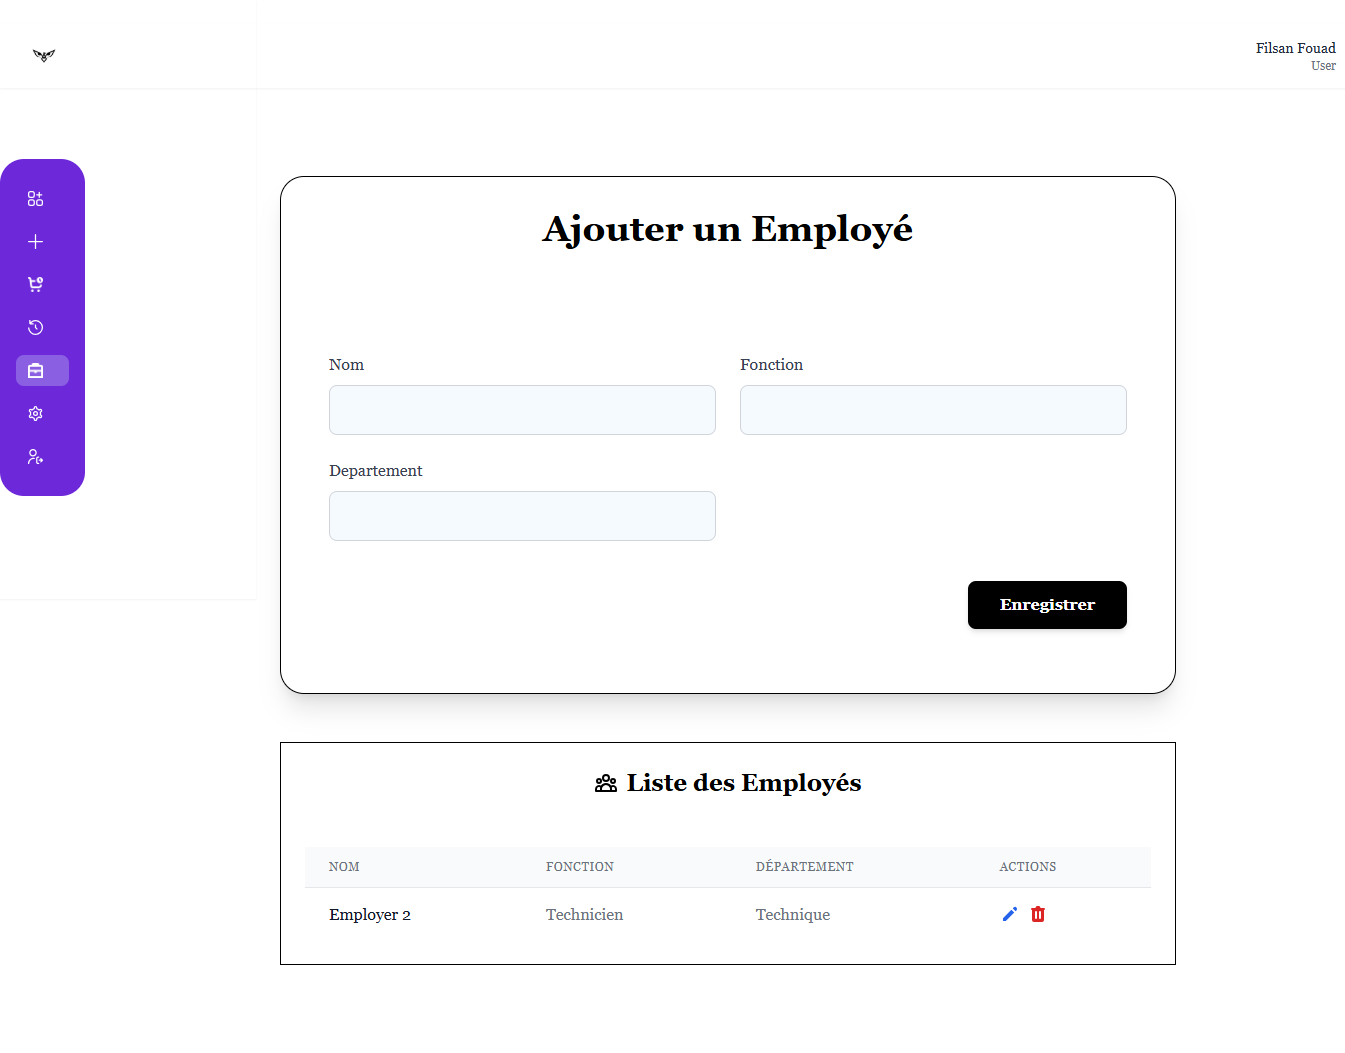 Filsan Fouad
User
Ajouter un Employé
Nom
Fonction
Departement
Enregistrer
Liste des Employés
NOM FONCTION DÉPARTEMENT ACTIONS
Employer 2 Technicien Technique